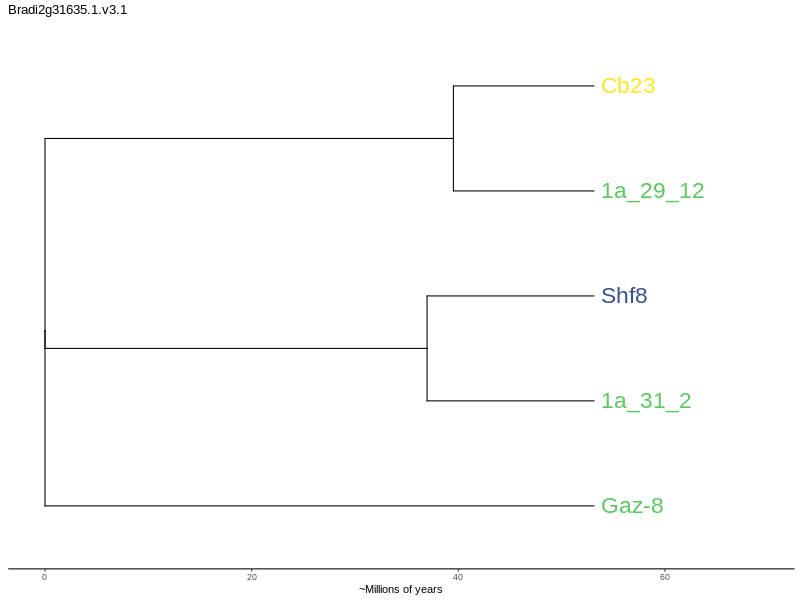 Bradi2g31635.1.v3.1
Cb23
1a_29_12
Shf8
1a_31_2
Gaz-8
0 20 40 60
~Millions of years